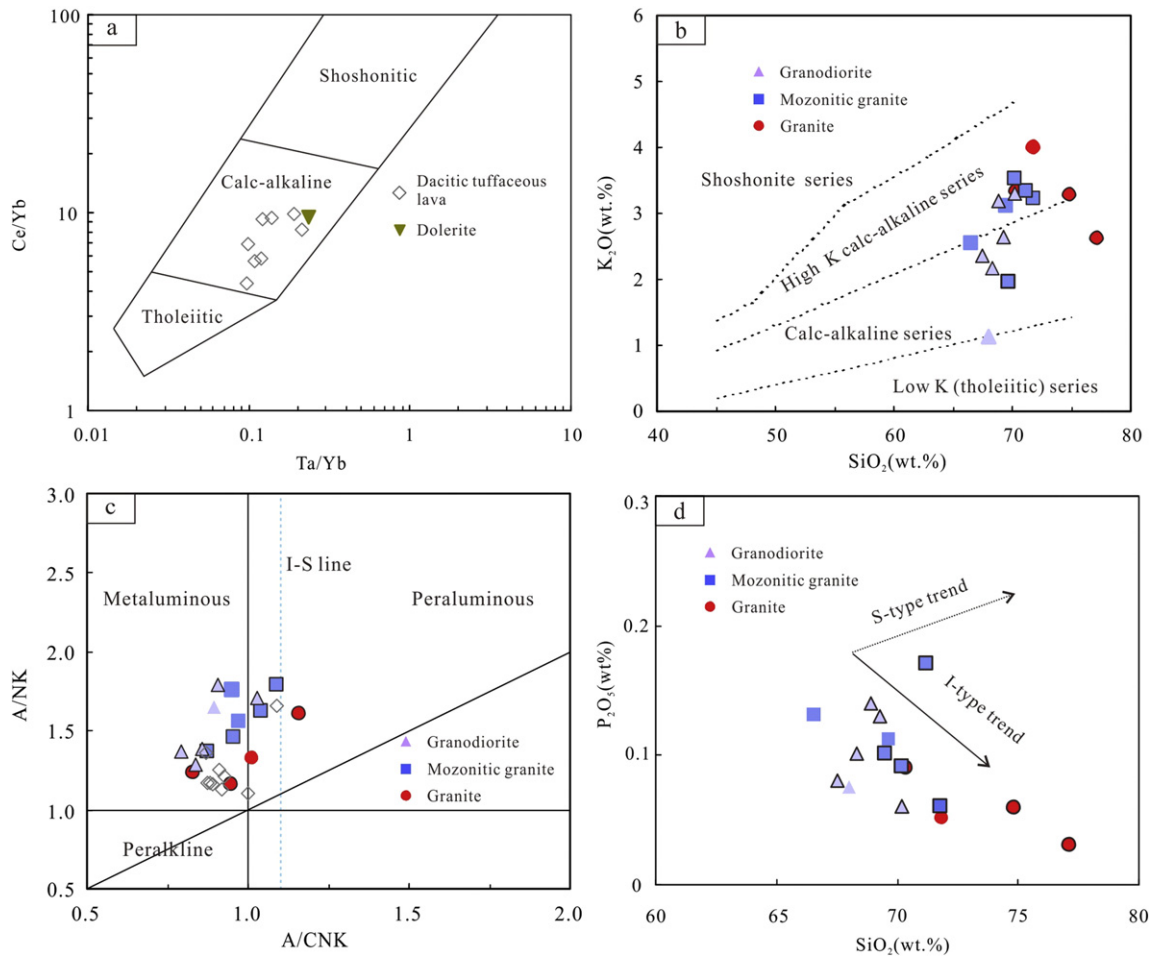 a
100
10
1
Ce/Yb
Shoshonitic
Calc-alkaline
Tholeiitic
Dacitic tuffaceous
lava
Dolerite
0.01
0.1
1
10
Ta/Yb
b
6
5
4
3
2
1
0
K₂O(wt.%)
Granodiorite
Mozonitic granite
Granite
Shoshonite series
High K calc-alkaline series
Calc-alkaline series
Low K (tholeiitic) series
40
50
60
70
80
SiO₂(wt.%)
c
3.0
2.5
2.0
1.5
1.0
0.5
A/NK
I-S line
Metaluminous
Peraluminous
Granodiorite
Mozonitic granite
Granite
Peralkline
0.5
1.0
1.5
2.0
A/CNK
d
0.3
0.2
0.1
0
P₂O₅(wt%)
Granodiorite
Mozonitic granite
Granite
S-type trend
I-type trend
60
65
70
75
80
SiO₂(wt.%)